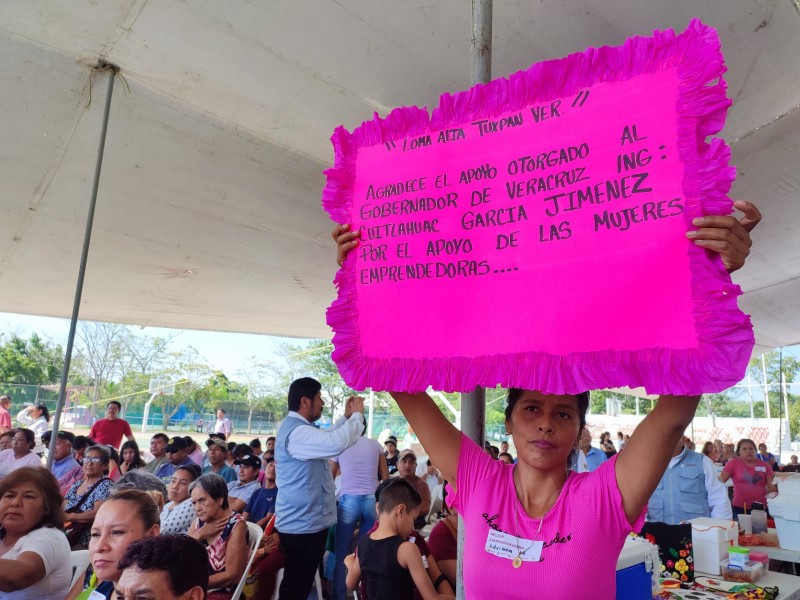 "LOMA ALTA TUXPAN VER."
AGRADECE EL APOYO OTORGADO AL
GOBERNADOR DE VERACRUZ ING:
CUITLAHUAC GARCIA JIMENEZ
POR EL APOYO DE LAS MUJERES
EMPRENDEDORAS....